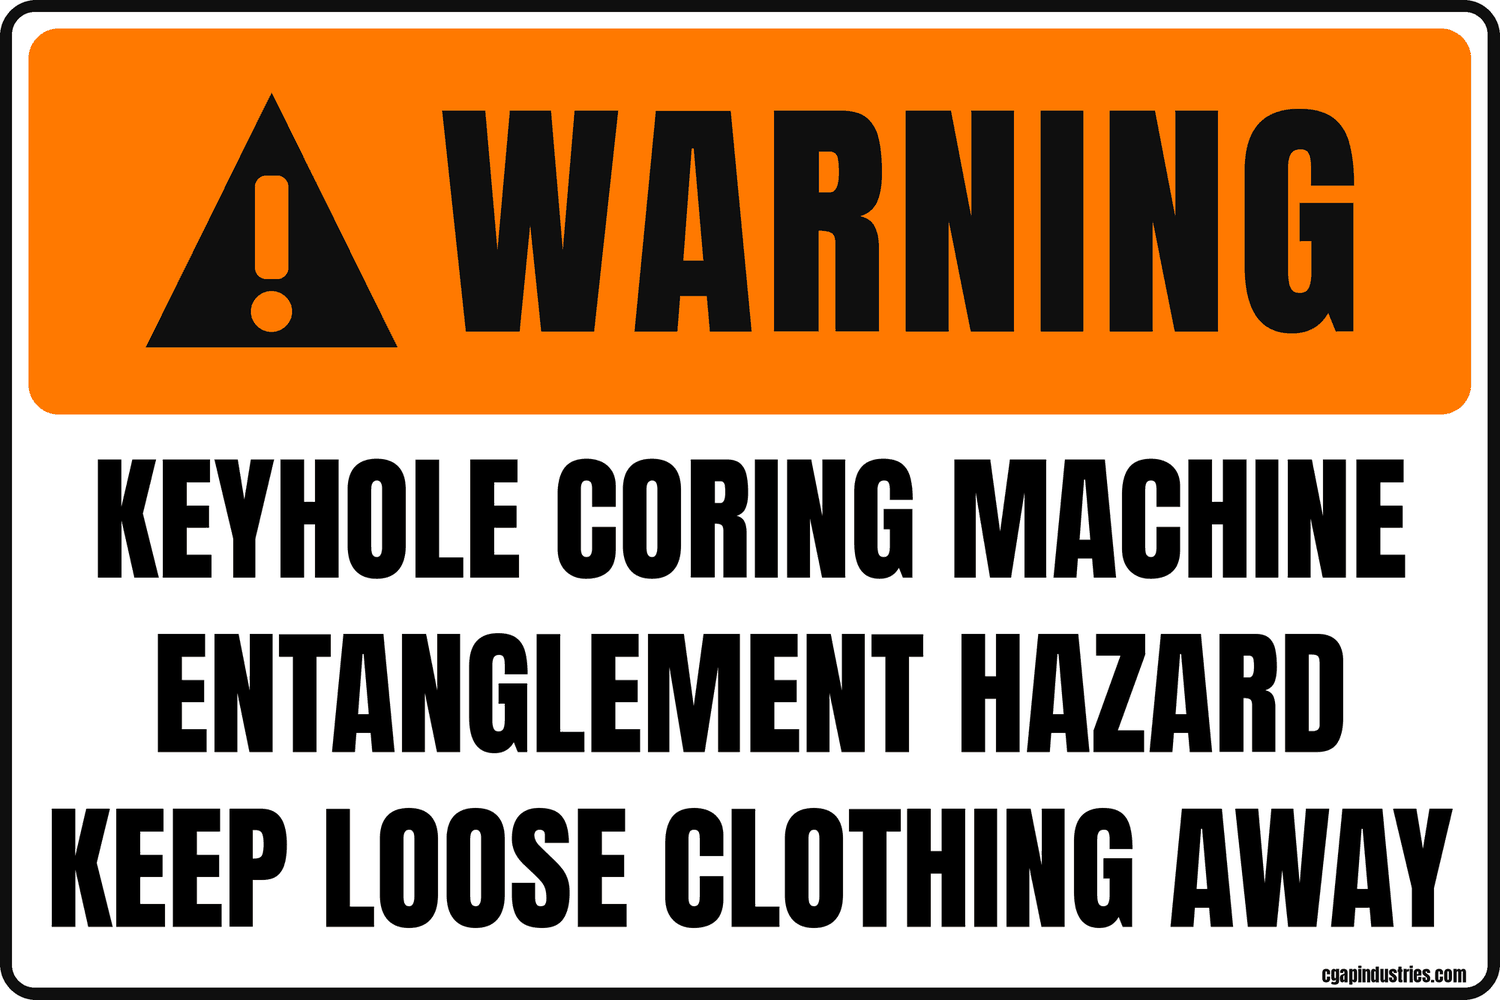 WARNING
KEYHOLE CORING MACHINE
ENTANGLEMENT HAZARD
KEEP LOOSE CLOTHING AWAY
cgapindustries.com